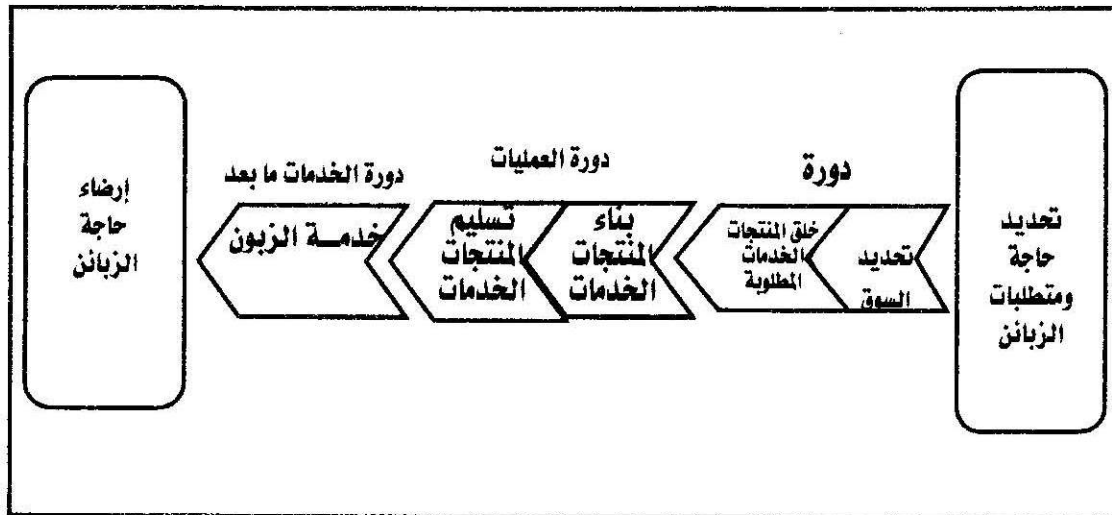 تحديد
حاجة
ومتطلبات
الزبائن
دورة
تحديد
السوق
خلق المنتجات
الخدمات
المطلوبة
دورة العمليات
بناء
المنتجات
الخدمات
تسليم
المنتجات
الخدمات
دورة الخدمات ما بعد
خدمة الزبون
إرضاء
حاجة
الزبائن